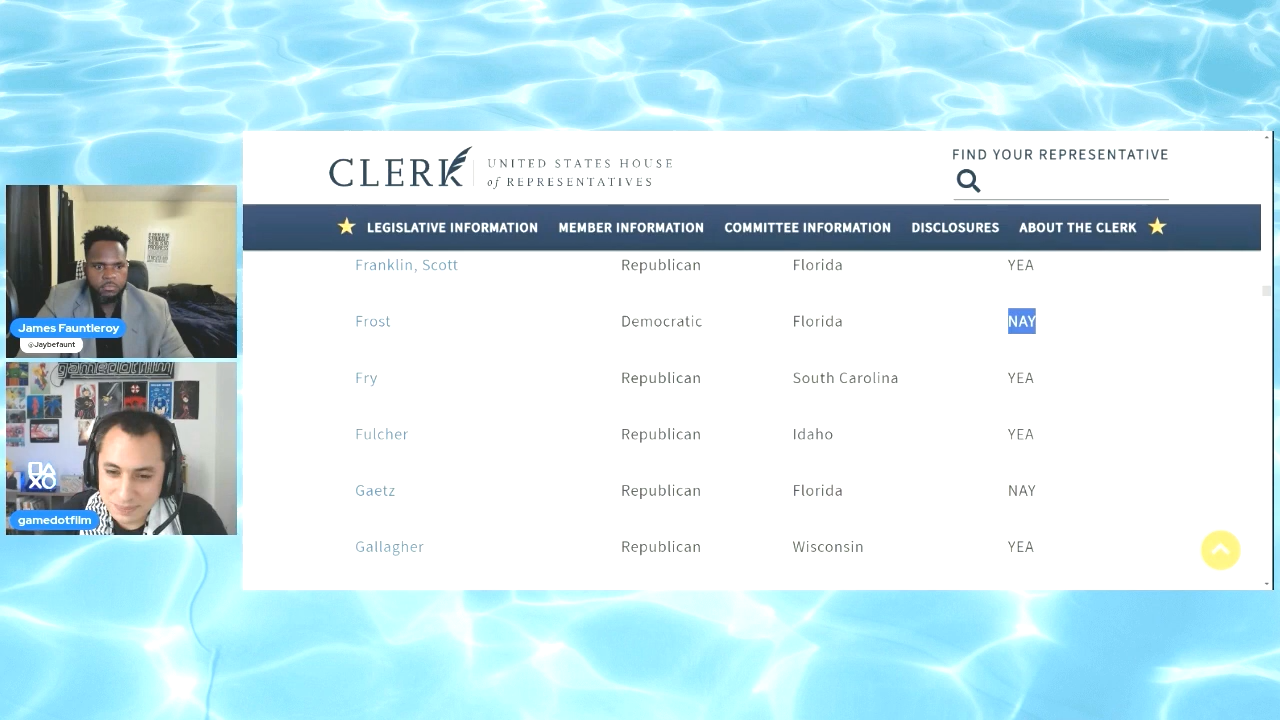 CLERK
UNITED STATES HOUSE
of REPRESENTATIVES
FIND YOUR REPRESENTATIVE
LEGISLATIVE INFORMATION MEMBER INFORMATION COMMITTEE INFORMATION DISCLOSURES ABOUT THE CLERK
Franklin, Scott Republican Florida YEA
Frost Democratic Florida NAY
Fry Republican South Carolina YEA
Fulcher Republican Idaho YEA
Gaetz Republican Florida NAY
Gallagher Republican Wisconsin YEA
James Fauntleroy
@Jaybefaunt
gamedotfilm
gamedotfilm